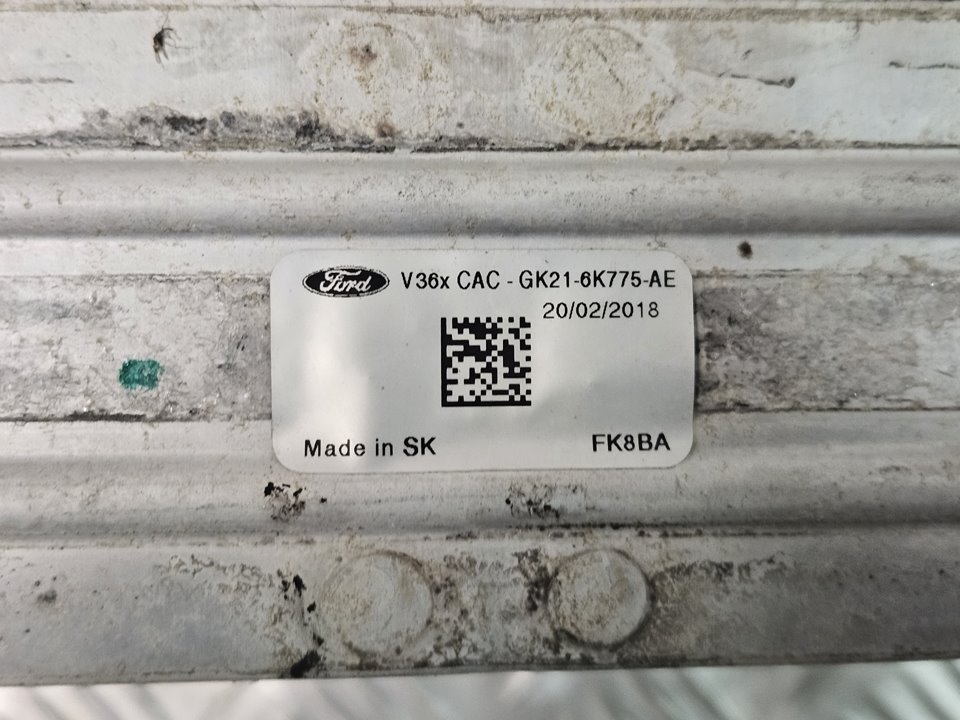 Ford V36x CAC - GK21-6K775-AE
20/02/2018
Made in SK FK8BA